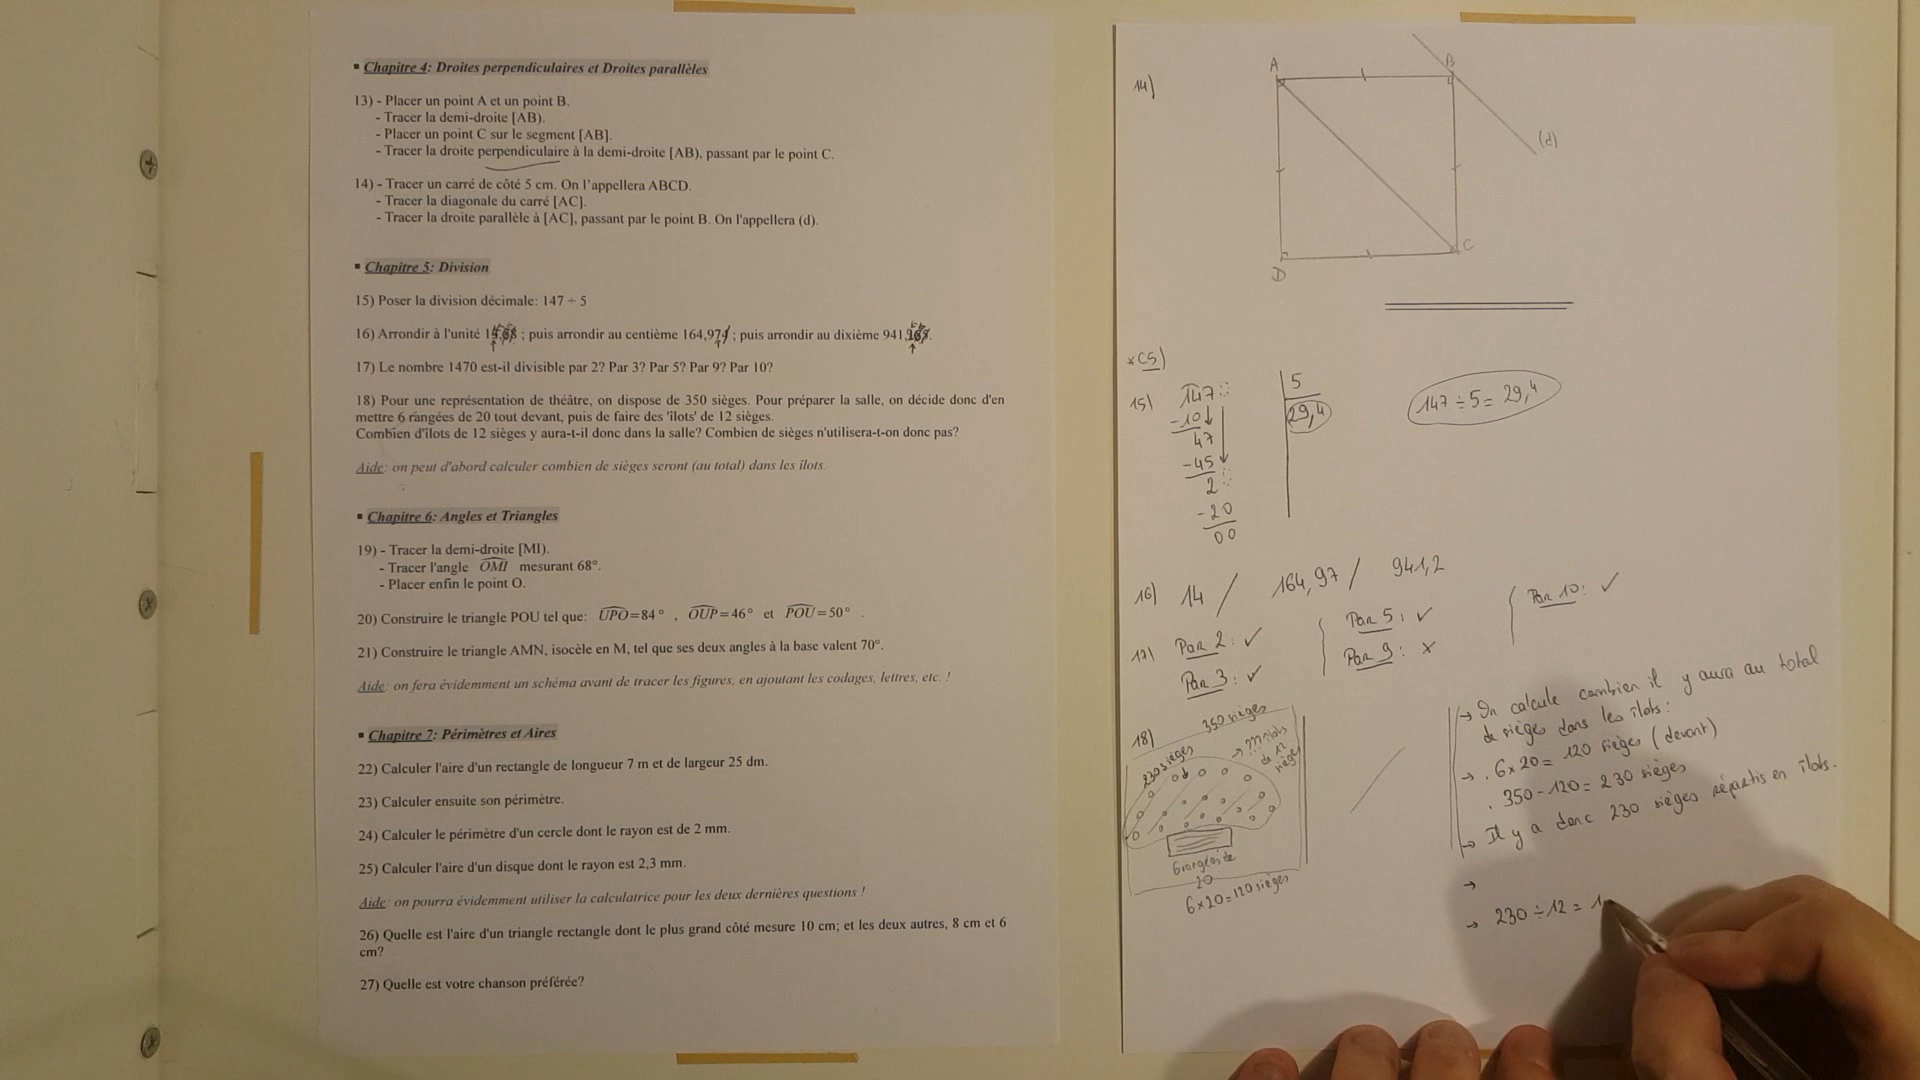 ▪ Chapitre 4: Droites perpendiculaires et Droites parallèles
13) - Placer un point A et un point B.
- Tracer la demi-droite [AB).
- Placer un point C sur le segment [AB].
- Tracer la droite perpendiculaire à la demi-droite [AB), passant par le point C.
14) - Tracer un carré de côté 5 cm. On l'appellera ABCD.
- Tracer la diagonale du carré [AC].
- Tracer la droite parallèle à [AC], passant par le point B. On l'appellera (d).
▪ Chapitre 5: Division
15) Poser la division décimale: 147 ÷ 5
16) Arrondir à l'unité ; puis arrondir au centième 164,974 ; puis arrondir au dixième
17) Le nombre 1470 est-il divisible par 2? Par 3? Par 5? Par 9? Par 10?
18) Pour une représentation de théâtre, on dispose de 350 sièges. Pour préparer la salle, on décide donc d'en
mettre 6 rangées de 20 tout devant, puis de faire des 'îlots' de 12 sièges.
Combien d'îlots de 12 sièges y aura-t-il donc dans la salle? Combien de sièges n'utilisera-t-on donc pas?
Aide: on peut d'abord calculer combien de sièges seront (au total) dans les îlots.
▪ Chapitre 6: Angles et Triangles
19) - Tracer la demi-droite [MI).
- Tracer l'angle OMI mesurant 68°.
- Placer enfin le point O.
20) Construire le triangle POU tel que: UPO=84° , OUP=46° et POU=50° .
21) Construire le triangle AMN, isocèle en M, tel que ses deux angles à la base valent 70°.
Aide: on fera évidemment un schéma avant de tracer les figures, en ajoutant les codages, lettres, etc. !
▪ Chapitre 7: Périmètres et Aires
22) Calculer l'aire d'un rectangle de longueur 7 m et de largeur 25 dm.
23) Calculer ensuite son périmètre.
24) Calculer le périmètre d'un cercle dont le rayon est de 2 mm.
25) Calculer l'aire d'un disque dont le rayon est 2,3 mm.
Aide: on pourra évidemment utiliser la calculatrice pour les deux dernières questions !
26) Quelle est l'aire d'un triangle rectangle dont le plus grand côté mesure 10 cm; et les deux autres, 8 cm et 6
cm?
27) Quelle est votre chanson préférée?
14)
A
B
(d)
C
D
* C5)
15) 147 5
-10 29,4
47
-45
2
-20
00
147 ÷ 5 = 29,4
16) 14 / 164,97 / 941,2
17) Par 2: ✓
Par 3: ✓
Par 5: ✓
Par 9: x
Par 10: ✓
18)
350 sièges
230 sièges
→ ??? îlots
de 12
sièges
6 rangées de
20
6 × 20 = 120 sièges
→ On calcule combien il y aura au total
de sièges dans les îlots:
→ . 6 × 20 = 120 sièges (devant)
. 350 - 120 = 230 sièges
→ Il y a donc 230 sièges répartis en îlots.
→
→ 230 ÷ 12 = 1